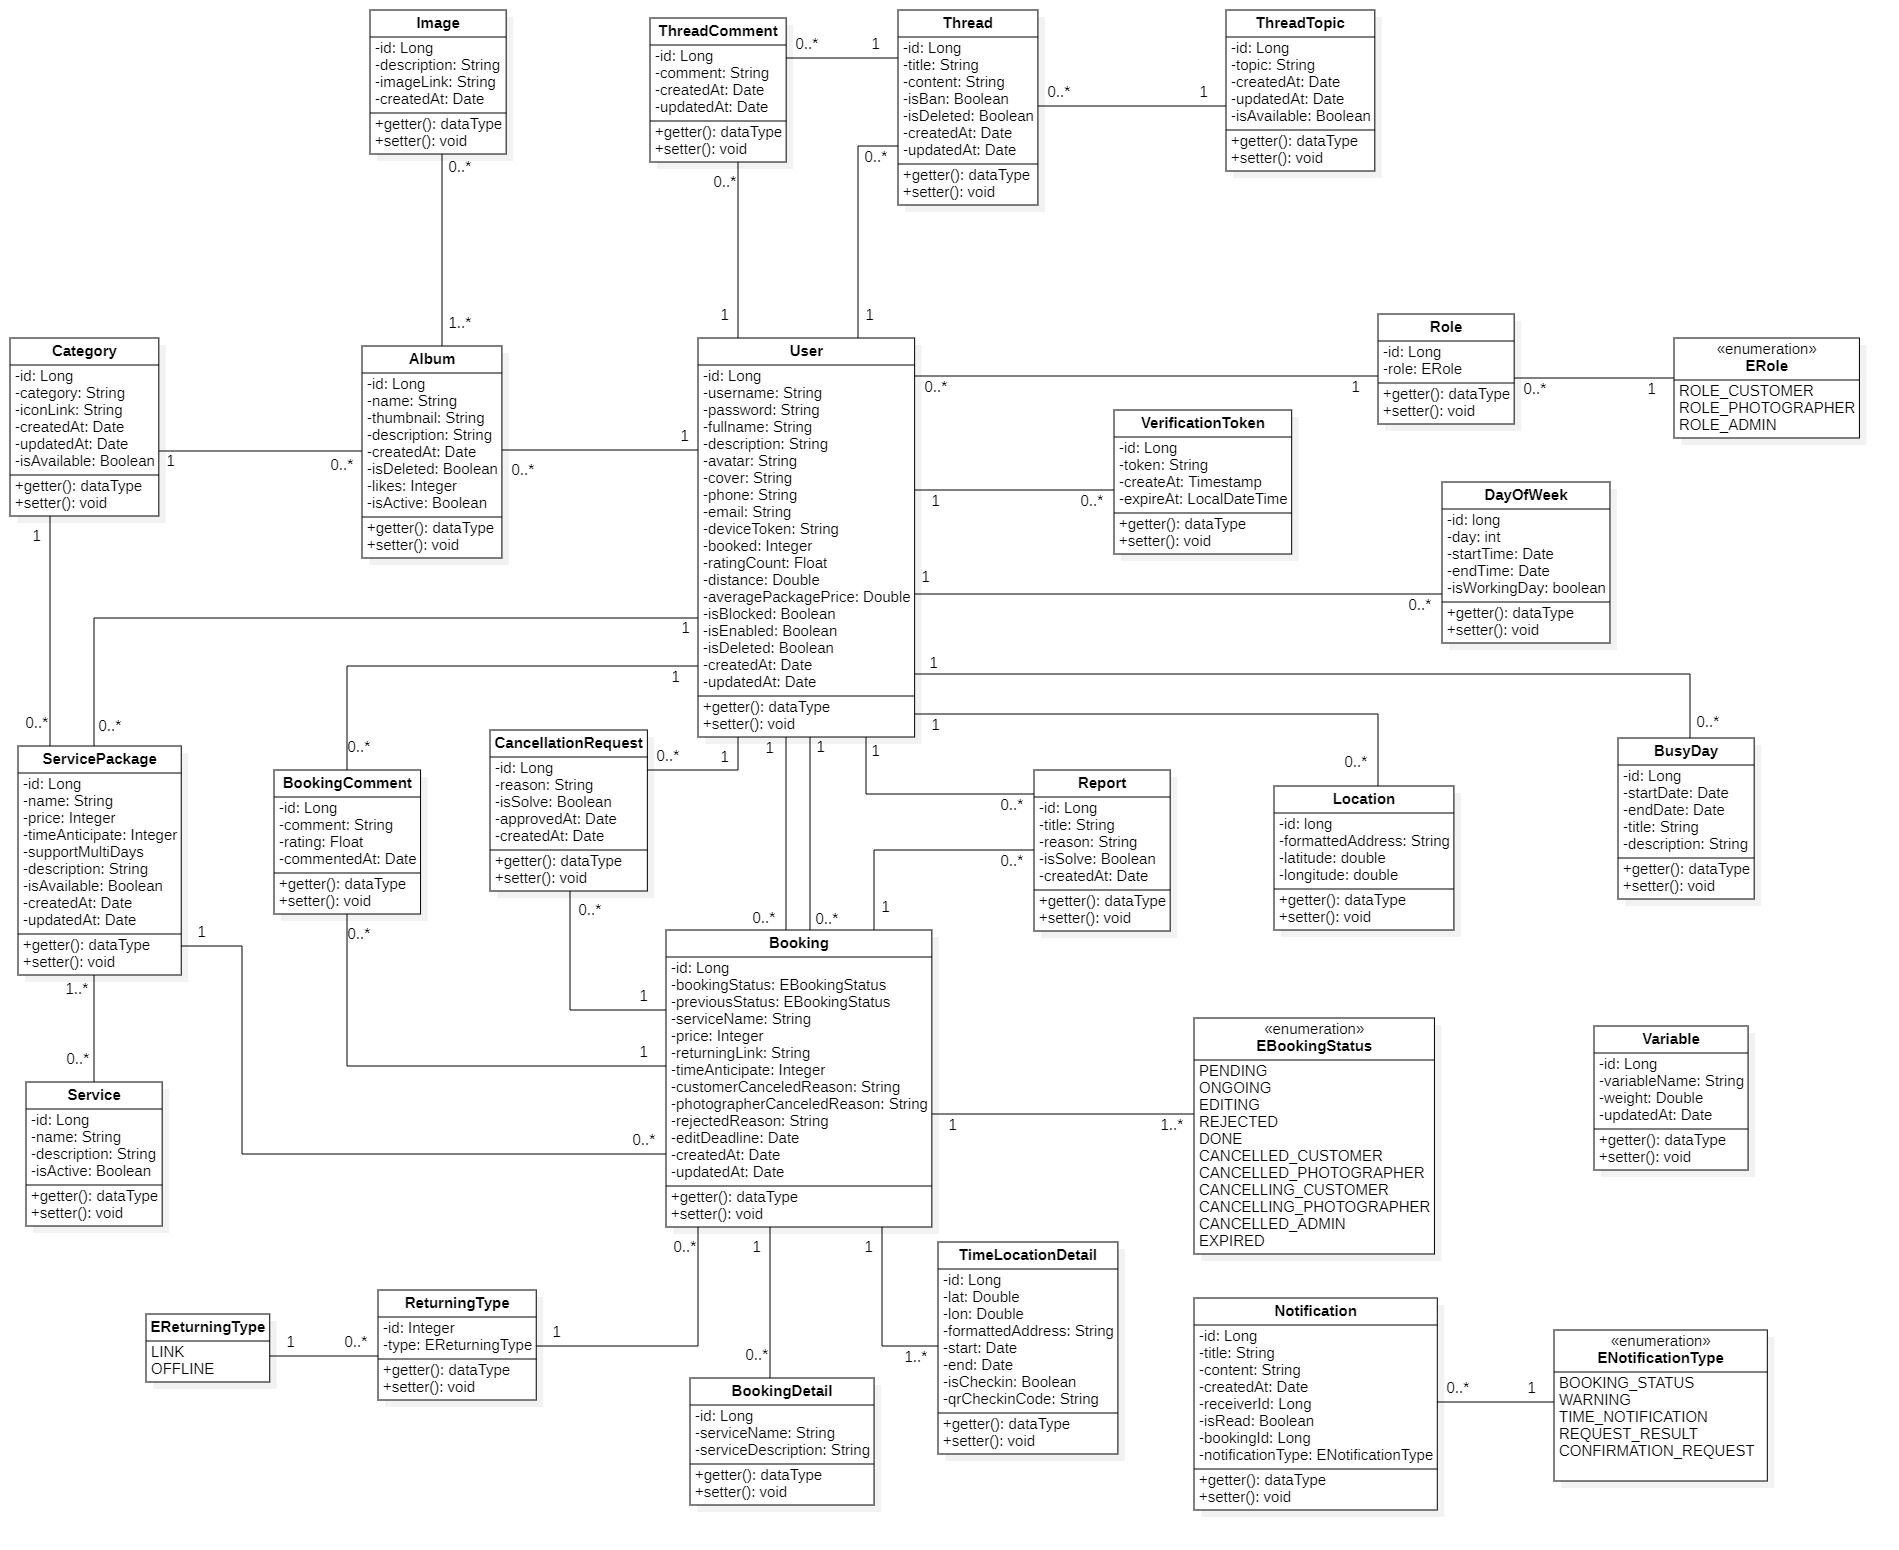 Image
-id: Long
-description: String
-imageLink: String
-createdAt: Date
+getter(): dataType
+setter(): void
0..*
1..*
ThreadComment
-id: Long
-comment: String
-createdAt: Date
-updatedAt: Date
+getter(): dataType
+setter(): void
0..*
1
0..*
1
Thread
-id: Long
-title: String
-content: String
-isBan: Boolean
-isDeleted: Boolean
-createdAt: Date
-updatedAt: Date
+getter(): dataType
+setter(): void
0..*
1
0..*
1
ThreadTopic
-id: Long
-topic: String
-createdAt: Date
-updatedAt: Date
-isAvailable: Boolean
+getter(): dataType
+setter(): void
Category
-id: Long
-category: String
-iconLink: String
-createdAt: Date
-updatedAt: Date
-isAvailable: Boolean
+getter(): dataType
+setter(): void
1
0..*
1
0..*
Album
-id: Long
-name: String
-thumbnail: String
-description: String
-createdAt: Date
-isDeleted: Boolean
-likes: Integer
-isActive: Boolean
+getter(): dataType
+setter(): void
0..*
1
User
-id: Long
-username: String
-password: String
-fullname: String
-description: String
-avatar: String
-cover: String
-phone: String
-email: String
-deviceToken: String
-booked: Integer
-ratingCount: Float
-distance: Double
-averagePackagePrice: Double
-isBlocked: Boolean
-isEnabled: Boolean
-isDeleted: Boolean
-createdAt: Date
-updatedAt: Date
+getter(): dataType
+setter(): void
0..*
1
Role
-id: Long
-role: ERole
+getter(): dataType
+setter(): void
0..*
1
«enumeration»
ERole
ROLE_CUSTOMER
ROLE_PHOTOGRAPHER
ROLE_ADMIN
1
0..*
VerificationToken
-id: Long
-token: String
-createAt: Timestamp
-expireAt: LocalDateTime
+getter(): dataType
+setter(): void
1
0..*
DayOfWeek
-id: long
-day: int
-startTime: Date
-endTime: Date
-isWorkingDay: boolean
+getter(): dataType
+setter(): void
1
0..*
BusyDay
-id: Long
-startDate: Date
-endDate: Date
-title: String
-description: String
+getter(): dataType
+setter(): void
1
0..*
Location
-id: long
-formattedAddress: String
-latitude: double
-longitude: double
+getter(): dataType
+setter(): void
1
0..*
ServicePackage
-id: Long
-name: String
-price: Integer
-timeAnticipate: Integer
-supportMultiDays
-description: String
-isAvailable: Boolean
-createdAt: Date
-updatedAt: Date
+getter(): dataType
+setter(): void
1
1..*
0..*
0..*
Service
-id: Long
-name: String
-description: String
-isActive: Boolean
+getter(): dataType
+setter(): void
1
0..*
BookingComment
-id: Long
-comment: String
-rating: Float
-commentedAt: Date
+getter(): dataType
+setter(): void
0..*
1
CancellationRequest
-id: Long
-reason: String
-isSolve: Boolean
-approvedAt: Date
-createdAt: Date
+getter(): dataType
+setter(): void
0..*
1
0..*
1
1
1
1
0..*
0..*
0..*
0..*
1
Report
-id: Long
-title: String
-reason: String
-isSolve: Boolean
-createdAt: Date
+getter(): dataType
+setter(): void
Booking
-id: Long
-bookingStatus: EBookingStatus
-previousStatus: EBookingStatus
-serviceName: String
-price: Integer
-returningLink: String
-timeAnticipate: Integer
-customerCanceledReason: String
-photographerCanceledReason: String
-rejectedReason: String
-editDeadline: Date
-createdAt: Date
-updatedAt: Date
+getter(): dataType
+setter(): void
1
1..*
«enumeration»
EBookingStatus
PENDING
ONGOING
EDITING
REJECTED
DONE
CANCELLED_CUSTOMER
CANCELLED_PHOTOGRAPHER
CANCELLING_CUSTOMER
CANCELLING_PHOTOGRAPHER
CANCELLED_ADMIN
EXPIRED
Variable
-id: Long
-variableName: String
-weight: Double
-updatedAt: Date
+getter(): dataType
+setter(): void
0..*
1
1
EReturningType
LINK
OFFLINE
1
0..*
ReturningType
-id: Integer
-type: EReturningType
+getter(): dataType
+setter(): void
1
0..*
BookingDetail
-id: Long
-serviceName: String
-serviceDescription: String
+getter(): dataType
+setter(): void
1..*
TimeLocationDetail
-id: Long
-lat: Double
-lon: Double
-formattedAddress: String
-start: Date
-end: Date
-isCheckin: Boolean
-qrCheckinCode: String
+getter(): dataType
+setter(): void
Notification
-id: Long
-title: String
-content: String
-createdAt: Date
-receiverId: Long
-isRead: Boolean
-bookingId: Long
-notificationType: ENotificationType
+getter(): dataType
+setter(): void
0..*
1
«enumeration»
ENotificationType
BOOKING_STATUS
WARNING
TIME_NOTIFICATION
REQUEST_RESULT
CONFIRMATION_REQUEST